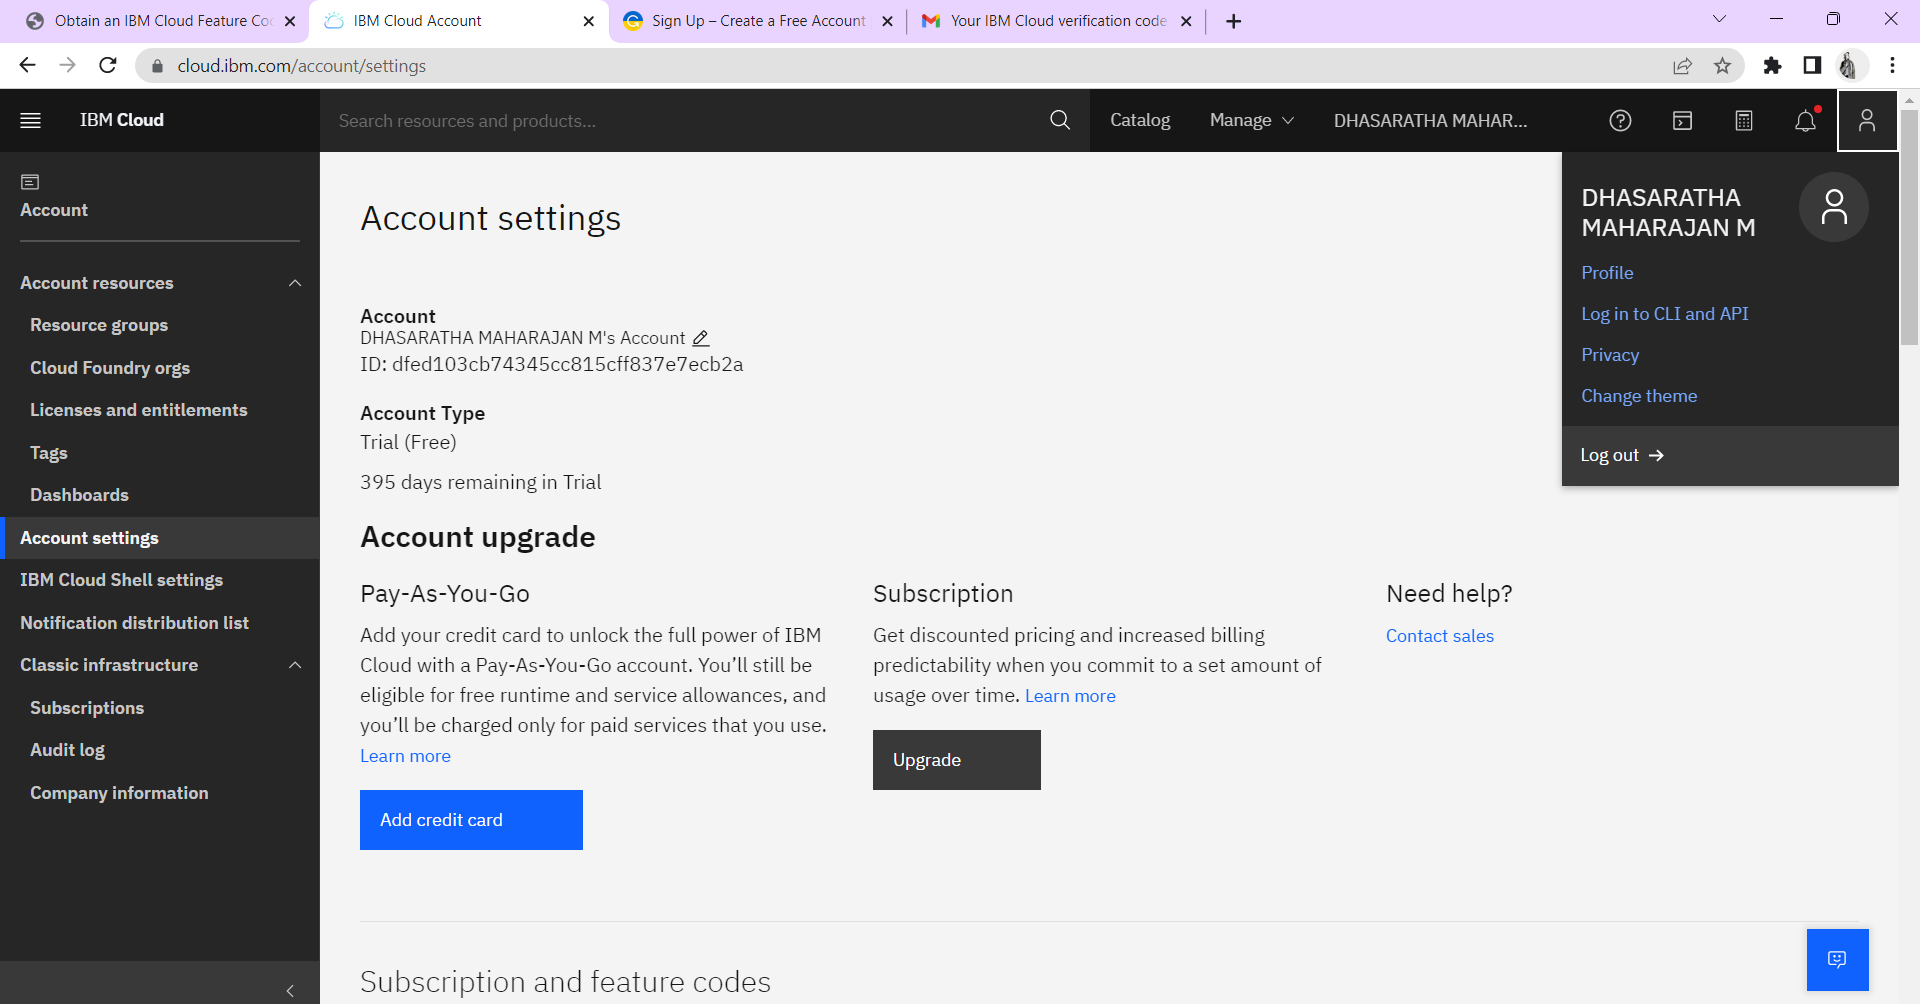 Obtain an IBM Cloud Feature Co
IBM Cloud Account
Sign Up – Create a Free Account
Your IBM Cloud verification code
cloud.ibm.com/account/settings
IBM Cloud
Search resources and products...
Catalog
Manage
DHASARATHA MAHAR...
Account
Account resources
Resource groups
Cloud Foundry orgs
Licenses and entitlements
Tags
Dashboards
Account settings
IBM Cloud Shell settings
Notification distribution list
Classic infrastructure
Subscriptions
Audit log
Company information
Account settings
Account
DHASARATHA MAHARAJAN M's Account
ID: dfed103cb74345cc815cff837e7ecb2a
Account Type
Trial (Free)
395 days remaining in Trial
Account upgrade
Pay-As-You-Go
Add your credit card to unlock the full power of IBM
Cloud with a Pay-As-You-Go account. You’ll still be
eligible for free runtime and service allowances, and
you’ll be charged only for paid services that you use.
Learn more
Add credit card
Subscription
Get discounted pricing and increased billing
predictability when you commit to a set amount of
usage over time. Learn more
Upgrade
Need help?
Contact sales
Subscription and feature codes
DHASARATHA
MAHARAJAN M
Profile
Log in to CLI and API
Privacy
Change theme
Log out